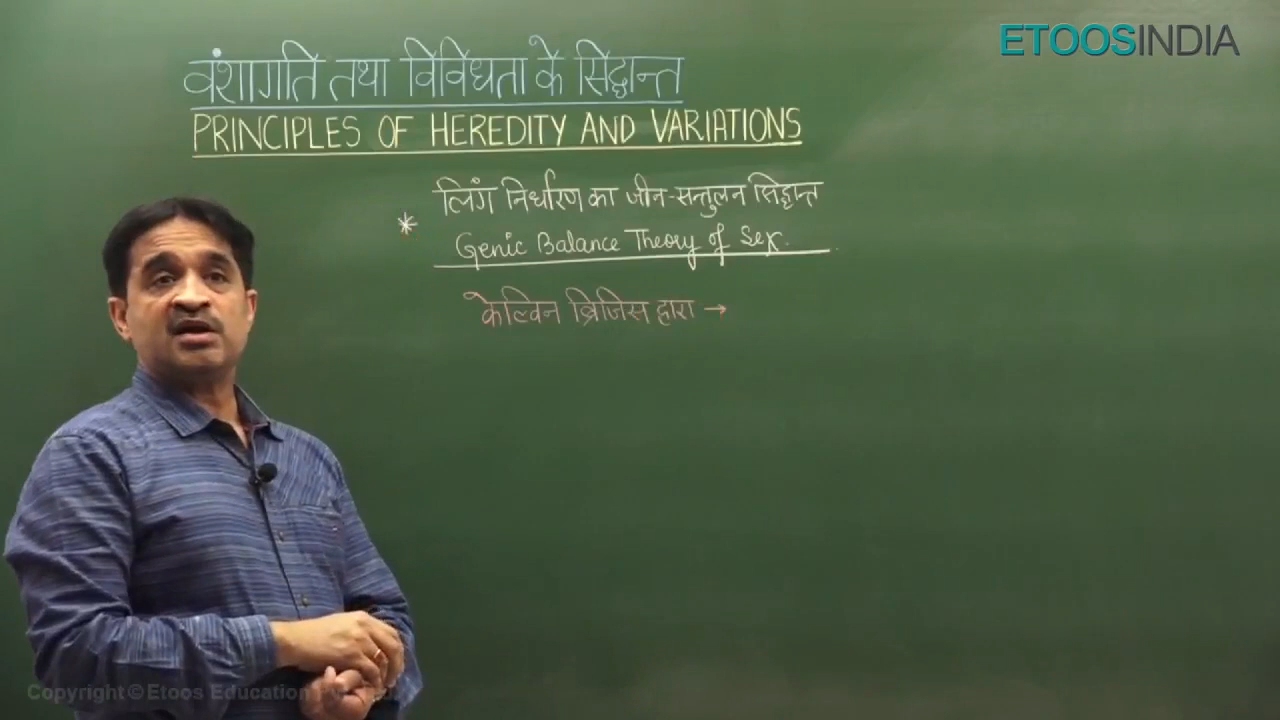 ETOOSINDIA
वंशागति तथा विविधता के सिद्धान्त
PRINCIPLES OF HEREDITY AND VARIATIONS
* लिंग निर्धारण का जीन-सन्तुलन सिद्धान्त
Genic Balance Theory of Sex.
केल्विन ब्रिजिस द्वारा →
Copyright © Etoos Education